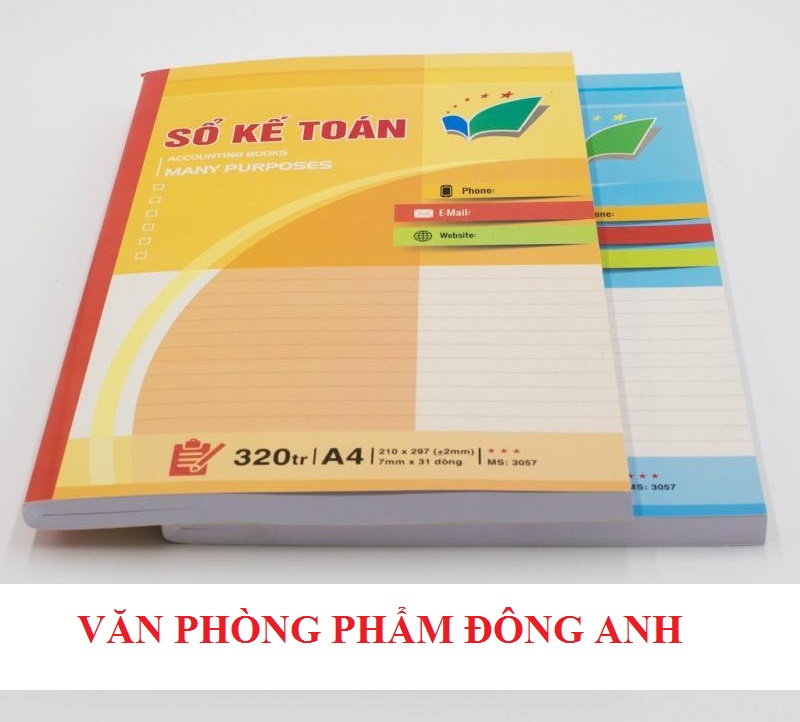 SỔ KẾ TOÁN
ACCOUNTING BOOKS
MANY PURPOSES
Phone:
E-Mail:
Website:
320tr | A4 | 210 x 297 (±2mm)
7mm x 31 dòng
MS: 3057
one:
MS: 3057
VĂN PHÒNG PHẨM ĐÔNG ANH